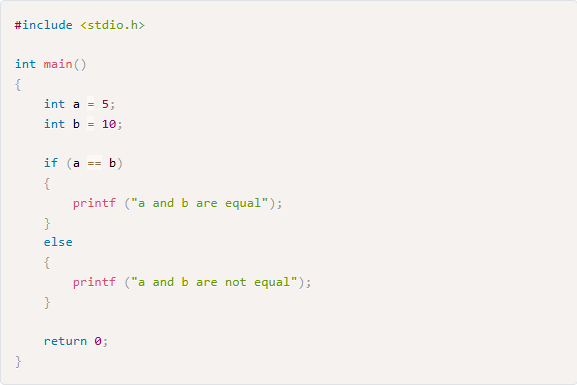 #include <stdio.h>

int main()
{
    int a = 5;
    int b = 10;

    if (a == b)
    {
        printf ("a and b are equal");
    }
    else
    {
        printf ("a and b are not equal");
    }

    return 0;
}